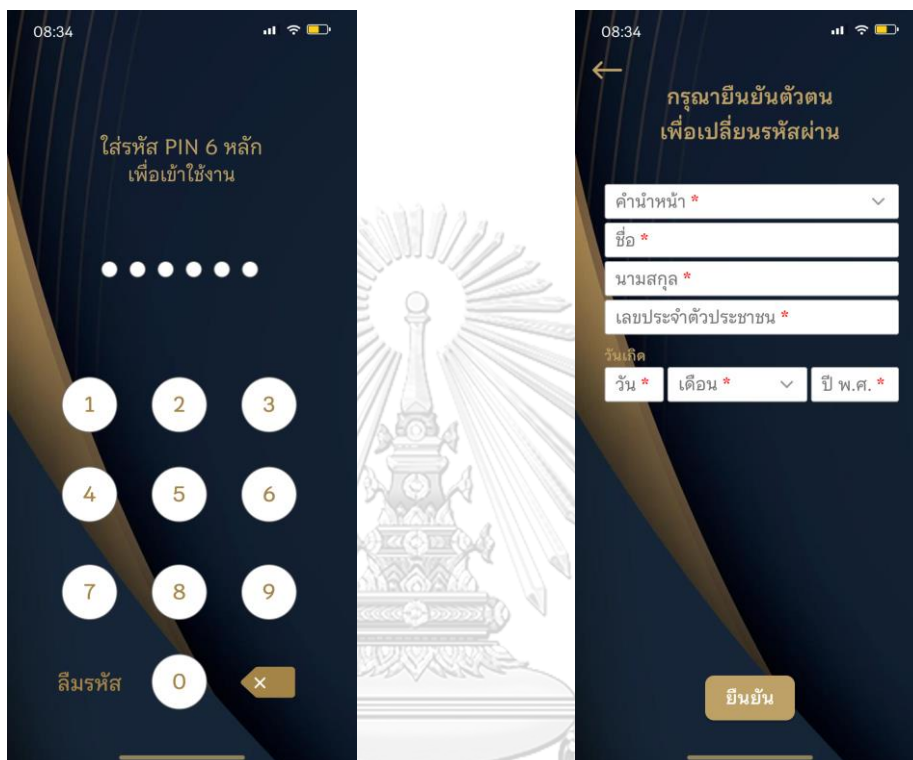 08:34
ใส่รหัส PIN 6 หลัก
เพื่อเข้าใช้งาน
1 2 3
4 5 6
7 8 9
ลืมรหัส 0
08:34
กรุณายืนยันตัวตน
เพื่อเปลี่ยนรหัสผ่าน
คำนำหน้า *
ชื่อ *
นามสกุล *
เลขประจำตัวประชาชน *
วันเกิด
วัน * เดือน * ปี พ.ศ. *
ยืนยัน